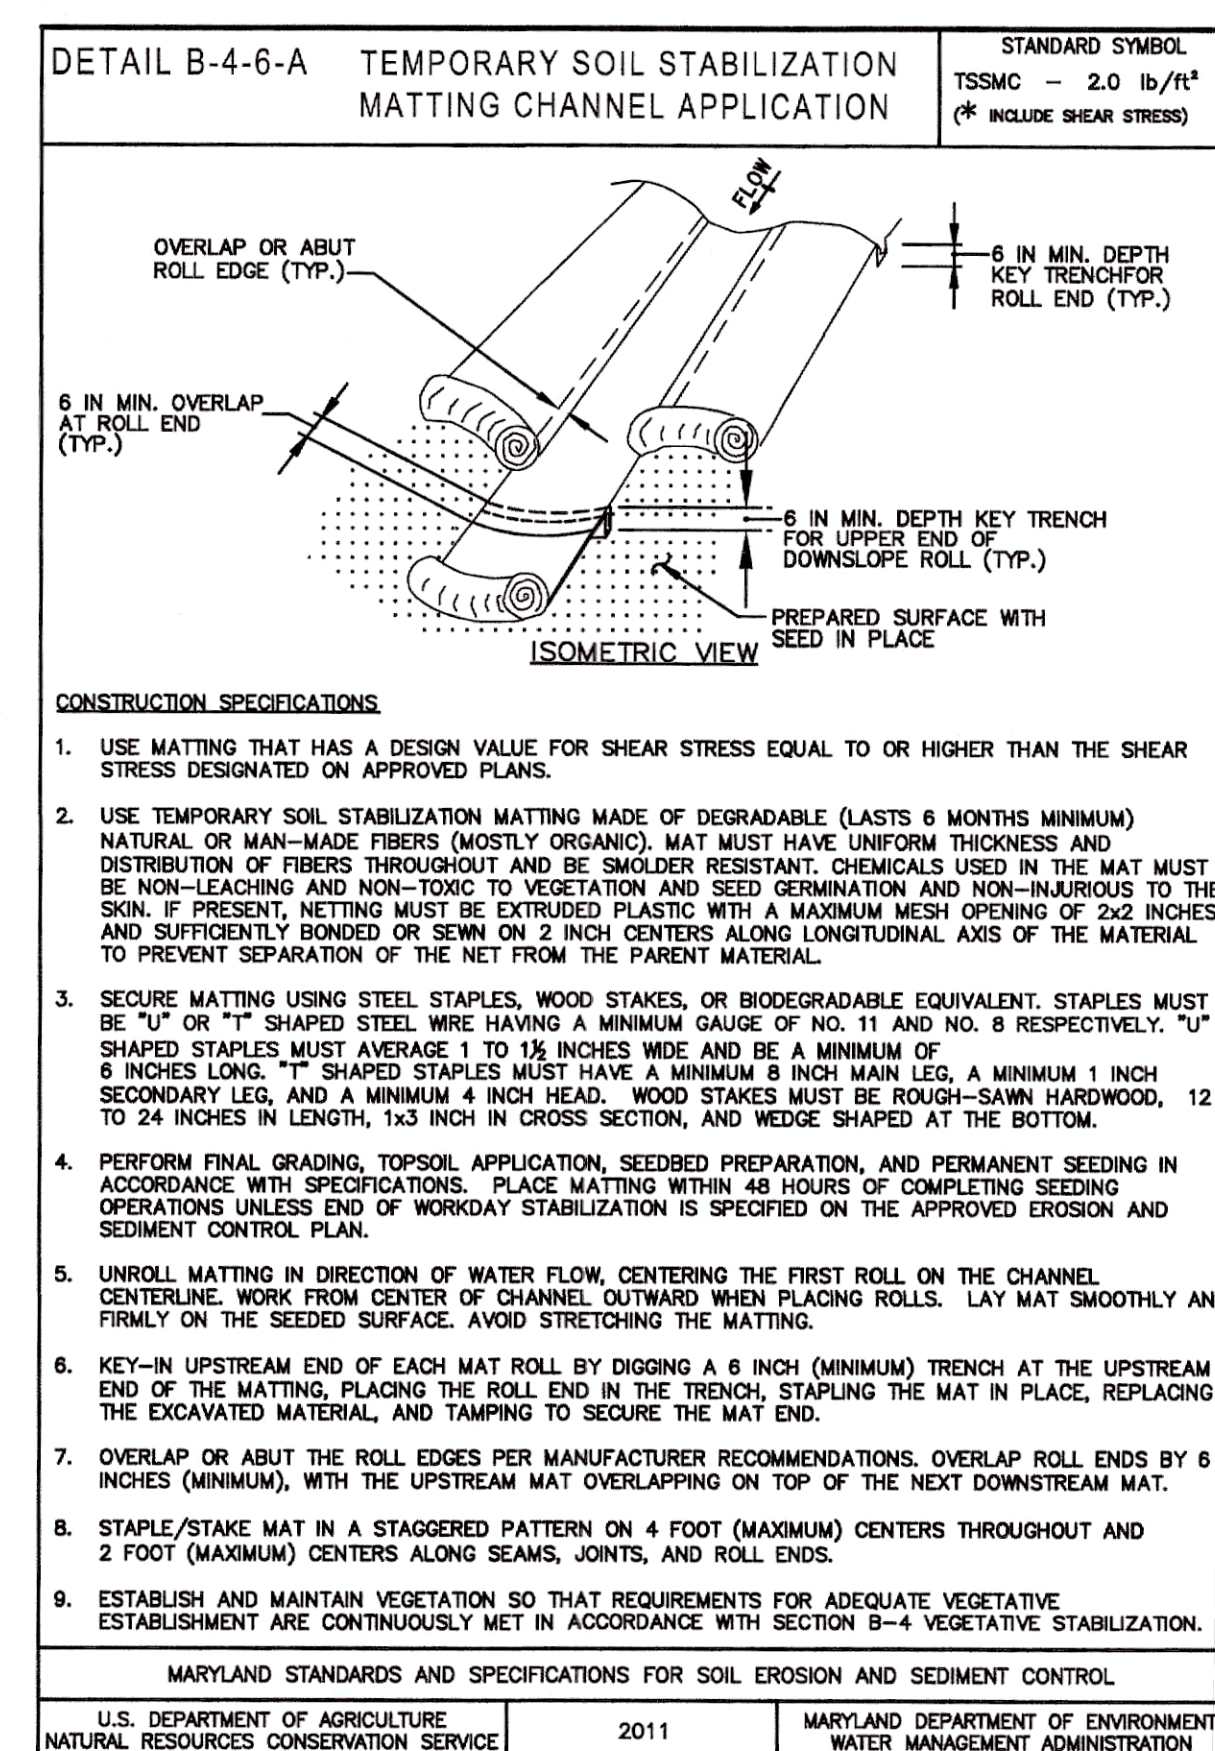 DETAIL B-4-6-A TEMPORARY SOIL STABILIZATION
MATTING CHANNEL APPLICATION
STANDARD SYMBOL
TSSMC - 2.0 lb/ft²
(* INCLUDE SHEAR STRESS)
FLOW
OVERLAP OR ABUT
ROLL EDGE (TYP.)
6 IN MIN. DEPTH
KEY TRENCHFOR
ROLL END (TYP.)
6 IN MIN. OVERLAP
AT ROLL END
(TYP.)
6 IN MIN. DEPTH KEY TRENCH
FOR UPPER END OF
DOWNSLOPE ROLL (TYP.)
PREPARED SURFACE WITH
SEED IN PLACE
ISOMETRIC VIEW
CONSTRUCTION SPECIFICATIONS
1. USE MATTING THAT HAS A DESIGN VALUE FOR SHEAR STRESS EQUAL TO OR HIGHER THAN THE SHEAR
STRESS DESIGNATED ON APPROVED PLANS.
2. USE TEMPORARY SOIL STABILIZATION MATTING MADE OF DEGRADABLE (LASTS 6 MONTHS MINIMUM)
NATURAL OR MAN-MADE FIBERS (MOSTLY ORGANIC). MAT MUST HAVE UNIFORM THICKNESS AND
DISTRIBUTION OF FIBERS THROUGHOUT AND BE SMOLDER RESISTANT. CHEMICALS USED IN THE MAT MUST
BE NON-LEACHING AND NON-TOXIC TO VEGETATION AND SEED GERMINATION AND NON-INJURIOUS TO THE
SKIN. IF PRESENT, NETTING MUST BE EXTRUDED PLASTIC WITH A MAXIMUM MESH OPENING OF 2x2 INCHES
AND SUFFICIENTLY BONDED OR SEWN ON 2 INCH CENTERS ALONG LONGITUDINAL AXIS OF THE MATERIAL
TO PREVENT SEPARATION OF THE NET FROM THE PARENT MATERIAL.
3. SECURE MATTING USING STEEL STAPLES, WOOD STAKES, OR BIODEGRADABLE EQUIVALENT. STAPLES MUST
BE "U" OR "T" SHAPED STEEL WIRE HAVING A MINIMUM GAUGE OF NO. 11 AND NO. 8 RESPECTIVELY. "U"
SHAPED STAPLES MUST AVERAGE 1 TO 1½ INCHES WIDE AND BE A MINIMUM OF
6 INCHES LONG. "T" SHAPED STAPLES MUST HAVE A MINIMUM 8 INCH MAIN LEG, A MINIMUM 1 INCH
SECONDARY LEG, AND A MINIMUM 4 INCH HEAD. WOOD STAKES MUST BE ROUGH-SAWN HARDWOOD, 12
TO 24 INCHES IN LENGTH, 1x3 INCH IN CROSS SECTION, AND WEDGE SHAPED AT THE BOTTOM.
4. PERFORM FINAL GRADING, TOPSOIL APPLICATION, SEEDBED PREPARATION, AND PERMANENT SEEDING IN
ACCORDANCE WITH SPECIFICATIONS. PLACE MATTING WITHIN 48 HOURS OF COMPLETING SEEDING
OPERATIONS UNLESS END OF WORKDAY STABILIZATION IS SPECIFIED ON THE APPROVED EROSION AND
SEDIMENT CONTROL PLAN.
5. UNROLL MATTING IN DIRECTION OF WATER FLOW, CENTERING THE FIRST ROLL ON THE CHANNEL
CENTERLINE. WORK FROM CENTER OF CHANNEL OUTWARD WHEN PLACING ROLLS. LAY MAT SMOOTHLY AN
FIRMLY ON THE SEEDED SURFACE. AVOID STRETCHING THE MATTING.
6. KEY-IN UPSTREAM END OF EACH MAT ROLL BY DIGGING A 6 INCH (MINIMUM) TRENCH AT THE UPSTREAM
END OF THE MATTING, PLACING THE ROLL END IN THE TRENCH, STAPLING THE MAT IN PLACE, REPLACING
THE EXCAVATED MATERIAL, AND TAMPING TO SECURE THE MAT END.
7. OVERLAP OR ABUT THE ROLL EDGES PER MANUFACTURER RECOMMENDATIONS. OVERLAP ROLL ENDS BY 6
INCHES (MINIMUM), WITH THE UPSTREAM MAT OVERLAPPING ON TOP OF THE NEXT DOWNSTREAM MAT.
8. STAPLE/STAKE MAT IN A STAGGERED PATTERN ON 4 FOOT (MAXIMUM) CENTERS THROUGHOUT AND
2 FOOT (MAXIMUM) CENTERS ALONG SEAMS, JOINTS, AND ROLL ENDS.
9. ESTABLISH AND MAINTAIN VEGETATION SO THAT REQUIREMENTS FOR ADEQUATE VEGETATIVE
ESTABLISHMENT ARE CONTINUOUSLY MET IN ACCORDANCE WITH SECTION B-4 VEGETATIVE STABILIZATION.
MARYLAND STANDARDS AND SPECIFICATIONS FOR SOIL EROSION AND SEDIMENT CONTROL
U.S. DEPARTMENT OF AGRICULTURE
NATURAL RESOURCES CONSERVATION SERVICE
2011
MARYLAND DEPARTMENT OF ENVIRONMENT
WATER MANAGEMENT ADMINISTRATION